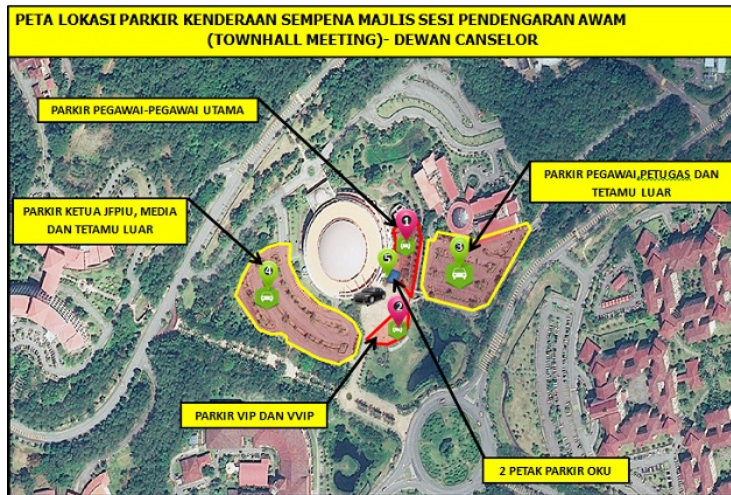 PETA LOKASI PARKIR KENDERAAN SEMPENA MAJLIS SESI PENDENGARAN AWAM
(TOWNHALL MEETING)- DEWAN CANSELOR
PARKIR PEGAWAI-PEGAWAI UTAMA
PARKIR PEGAWAI,PETUGAS DAN
TETAMU LUAR
PARKIR KETUA JFPIU, MEDIA
DAN TETAMU LUAR
1
3
5
4
2
PARKIR VIP DAN VVIP
2 PETAK PARKIR OKU